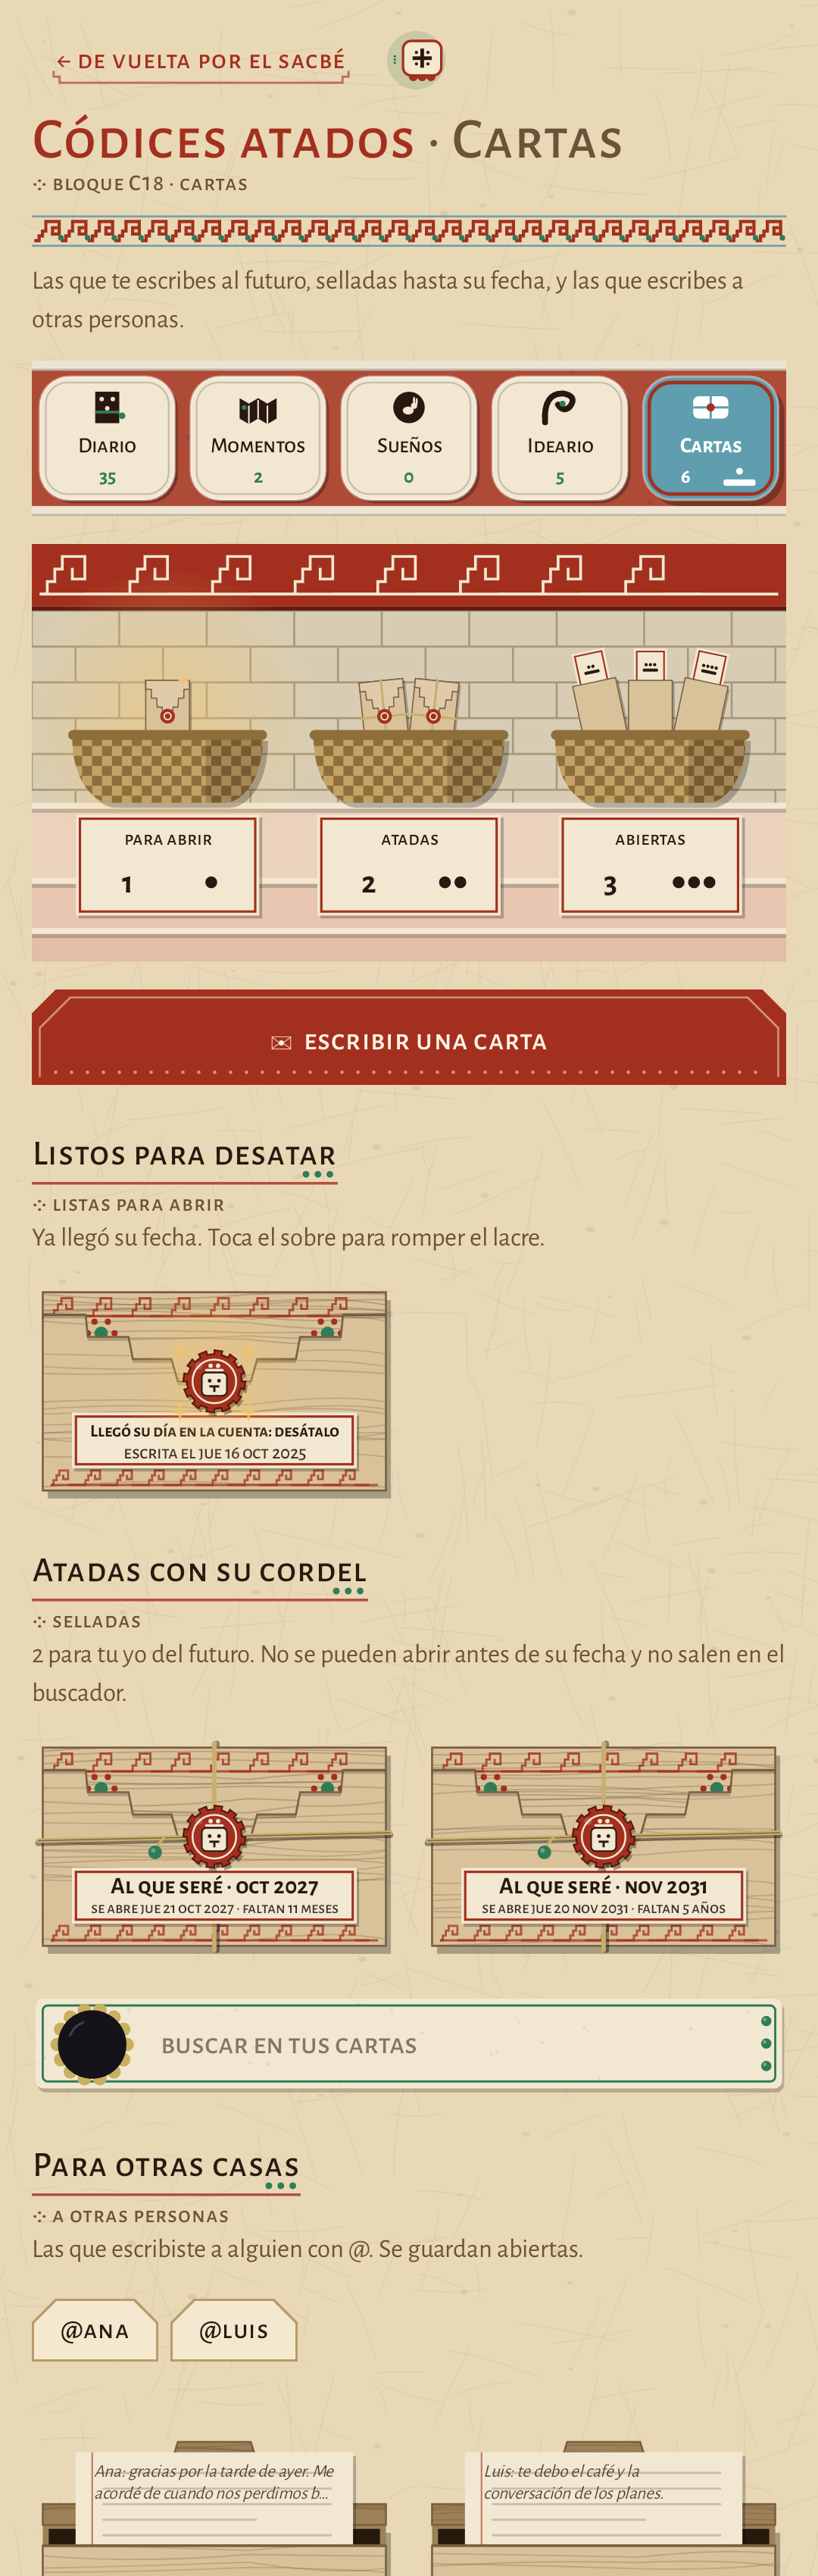 ← DE VUELTA POR EL SACBÉ
CÓDICES ATADOS · CARTAS
BLOQUE C18 · CARTAS
Las que te escribes al futuro, selladas hasta su fecha, y las que escribes a
otras personas.
DIARIO
35
MOMENTOS
2
SUEÑOS
0
IDEARIO
5
CARTAS
6
PARA ABRIR
1
ATADAS
2
ABIERTAS
3
✉ ESCRIBIR UNA CARTA
LISTOS PARA DESATAR
LISTAS PARA ABRIR
Ya llegó su fecha. Toca el sobre para romper el lacre.
LLEGÓ SU DÍA EN LA CUENTA: DESÁTALO
ESCRITA EL JUE 16 OCT 2025
ATADAS CON SU CORDEL
SELLADAS
2 para tu yo del futuro. No se pueden abrir antes de su fecha y no salen en el
buscador.
AL QUE SERÉ · OCT 2027
SE ABRE JUE 21 OCT 2027 · FALTAN 11 MESES
AL QUE SERÉ · NOV 2031
SE ABRE JUE 20 NOV 2031 · FALTAN 5 AÑOS
BUSCAR EN TUS CARTAS
PARA OTRAS CASAS
A OTRAS PERSONAS
Las que escribiste a alguien con @. Se guardan abiertas.
@ANA
@LUIS
Ana: gracias por la tarde de ayer. Me
acordé de cuando nos perdimos b...
Luis: te debo el café y la
conversación de los planes.